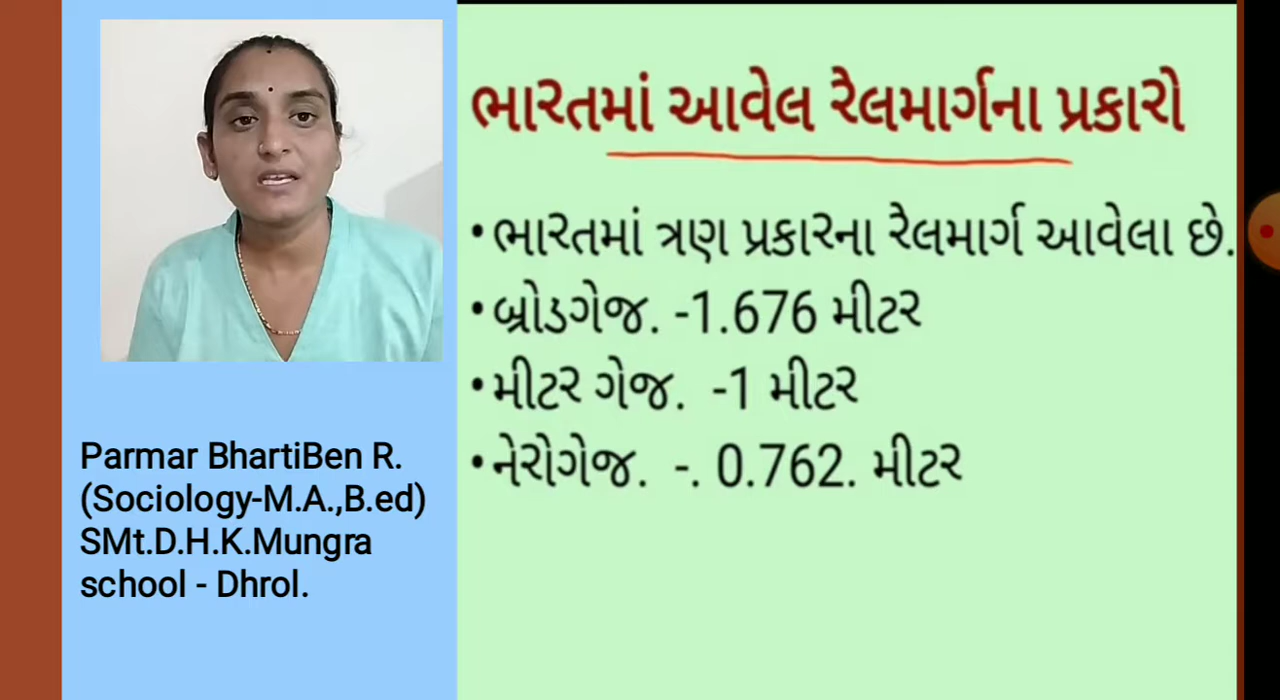 ભારતમાં આવેલ રેલમાર્ગના પ્રકારો
•ભારતમાં ત્રણ પ્રકારના રેલમાર્ગ આવેલા છે.
•બ્રોડગેજ. -1.676 મીટર
•મીટર ગેજ. -1 મીટર
•નેરોગેજ. -. 0.762. મીટર
Parmar BhartiBen R.
(Sociology-M.A.,B.ed)
SMt.D.H.K.Mungra
school - Dhrol.